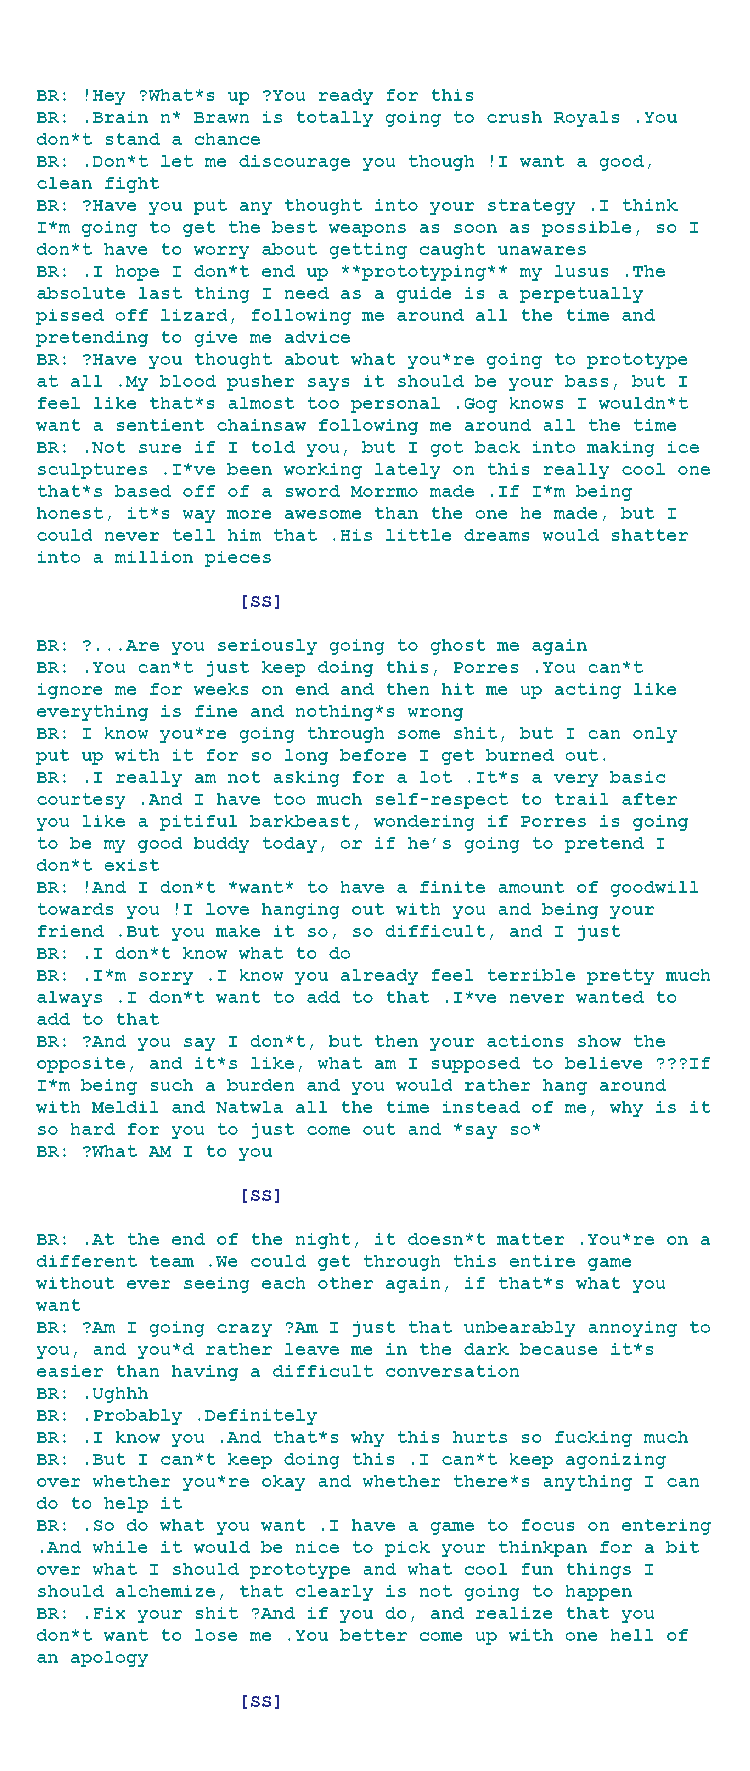 BR: !Hey ?What*s up ?You ready for this
BR: .Brain n* Brawn is totally going to crush Royals .You
don*t stand a chance
BR: .Don*t let me discourage you though !I want a good,
clean fight
BR: ?Have you put any thought into your strategy .I think
I*m going to get the best weapons as soon as possible, so I
don*t have to worry about getting caught unawares
BR: .I hope I don*t end up **prototyping** my lusus .The
absolute last thing I need as a guide is a perpetually
pissed off lizard, following me around all the time and
pretending to give me advice
BR: ?Have you thought about what you*re going to prototype
at all .My blood pusher says it should be your bass, but I
feel like that*s almost too personal .Gog knows I wouldn*t
want a sentient chainsaw following me around all the time
BR: .Not sure if I told you, but I got back into making ice
sculptures .I*ve been working lately on this really cool one
that*s based off of a sword Morrmo made .If I*m being
honest, it*s way more awesome than the one he made, but I
could never tell him that .His little dreams would shatter
into a million pieces
[SS]
BR: ?...Are you seriously going to ghost me again
BR: .You can*t just keep doing this, Porres .You can*t
ignore me for weeks on end and then hit me up acting like
everything is fine and nothing*s wrong
BR: I know you*re going through some shit, but I can only
put up with it for so long before I get burned out.
BR: .I really am not asking for a lot .It*s a very basic
courtesy .And I have too much self-respect to trail after
you like a pitiful barkbeast, wondering if Porres is going
to be my good buddy today, or if he’s going to pretend I
don*t exist
BR: !And I don*t *want* to have a finite amount of goodwill
towards you !I love hanging out with you and being your
friend .But you make it so, so difficult, and I just
BR: .I don*t know what to do
BR: .I*m sorry .I know you already feel terrible pretty much
always .I don*t want to add to that .I*ve never wanted to
add to that
BR: ?And you say I don*t, but then your actions show the
opposite, and it*s like, what am I supposed to believe ???If
I*m being such a burden and you would rather hang around
with Meldil and Natwla all the time instead of me, why is it
so hard for you to just come out and *say so*
BR: ?What AM I to you
[SS]
BR: .At the end of the night, it doesn*t matter .You*re on a
different team .We could get through this entire game
without ever seeing each other again, if that*s what you
want
BR: ?Am I going crazy ?Am I just that unbearably annoying to
you, and you*d rather leave me in the dark because it*s
easier than having a difficult conversation
BR: .Ughhh
BR: .Probably .Definitely
BR: .I know you .And that*s why this hurts so fucking much
BR: .But I can*t keep doing this .I can*t keep agonizing
over whether you*re okay and whether there*s anything I can
do to help it
BR: .So do what you want .I have a game to focus on entering
.And while it would be nice to pick your thinkpan for a bit
over what I should prototype and what cool fun things I
should alchemize, that clearly is not going to happen
BR: .Fix your shit ?And if you do, and realize that you
don*t want to lose me .You better come up with one hell of
an apology
[SS]